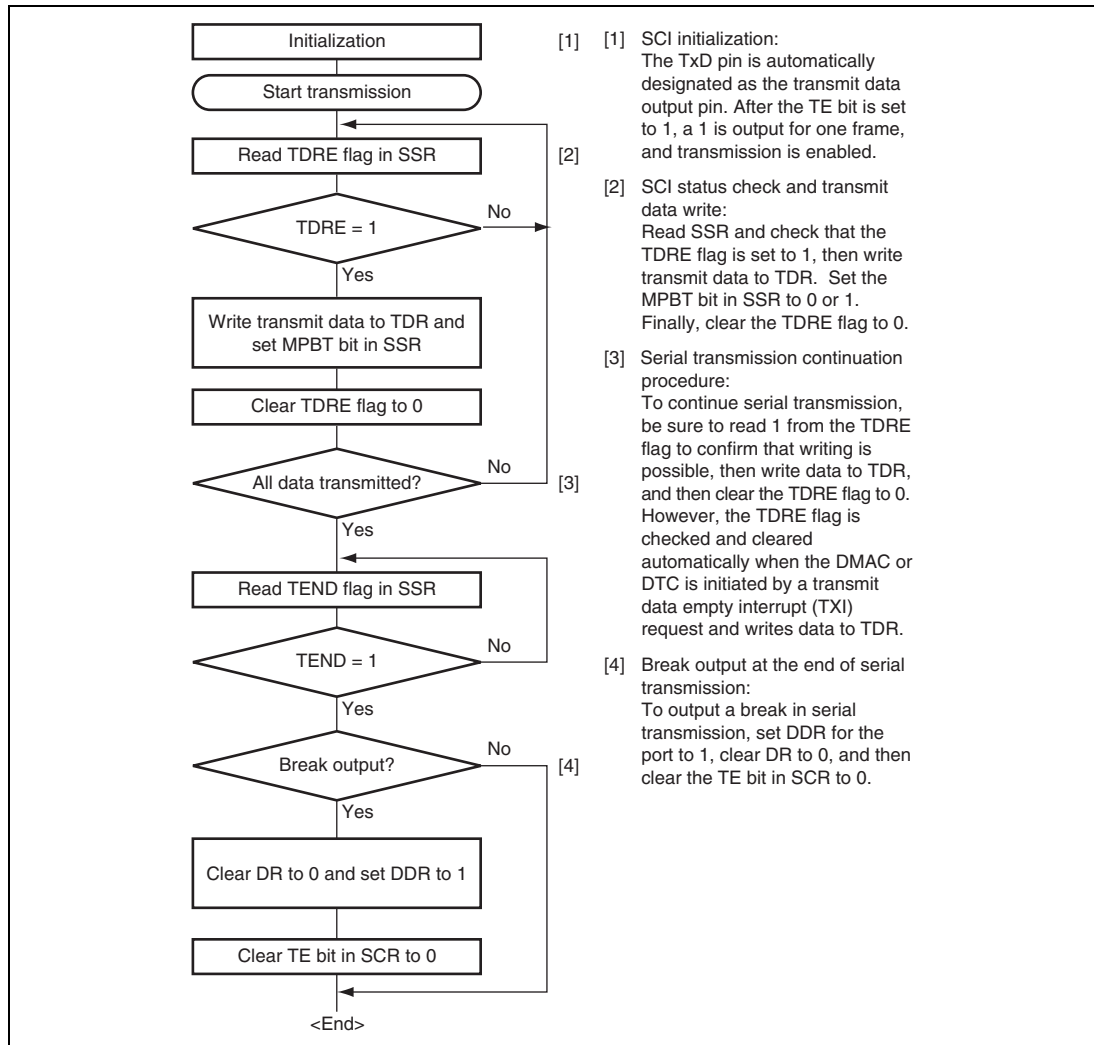 Initialization
[1]
Start transmission
Read TDRE flag in SSR
[2]
TDRE = 1
No
Yes
Write transmit data to TDR and
set MPBT bit in SSR
Clear TDRE flag to 0
All data transmitted?
No
[3]
Yes
Read TEND flag in SSR
TEND = 1
No
Yes
Break output?
No
[4]
Yes
Clear DR to 0 and set DDR to 1
Clear TE bit in SCR to 0
<End>
[1] SCI initialization:
The TxD pin is automatically
designated as the transmit data
output pin. After the TE bit is set
to 1, a 1 is output for one frame,
and transmission is enabled.
[2] SCI status check and transmit
data write:
Read SSR and check that the
TDRE flag is set to 1, then write
transmit data to TDR. Set the
MPBT bit in SSR to 0 or 1.
Finally, clear the TDRE flag to 0.
[3] Serial transmission continuation
procedure:
To continue serial transmission,
be sure to read 1 from the TDRE
flag to confirm that writing is
possible, then write data to TDR,
and then clear the TDRE flag to 0.
However, the TDRE flag is
checked and cleared
automatically when the DMAC or
DTC is initiated by a transmit
data empty interrupt (TXI)
request and writes data to TDR.
[4] Break output at the end of serial
transmission:
To output a break in serial
transmission, set DDR for the
port to 1, clear DR to 0, and then
clear the TE bit in SCR to 0.